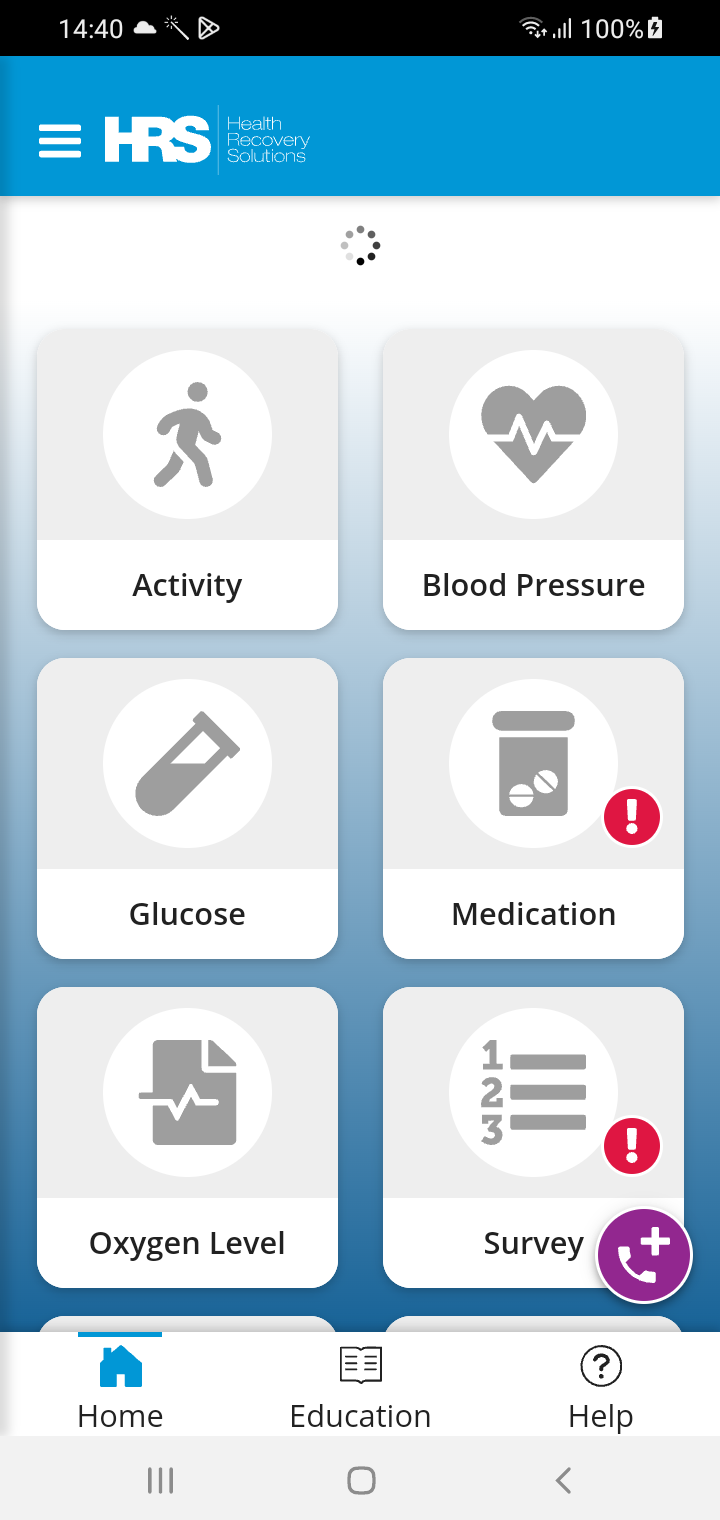 14:40
100%
HRS
Health
Recovery
Solutions
Activity
Blood Pressure
Glucose
Medication
Oxygen Level
1
2
3
Survey
Home
Education
Help